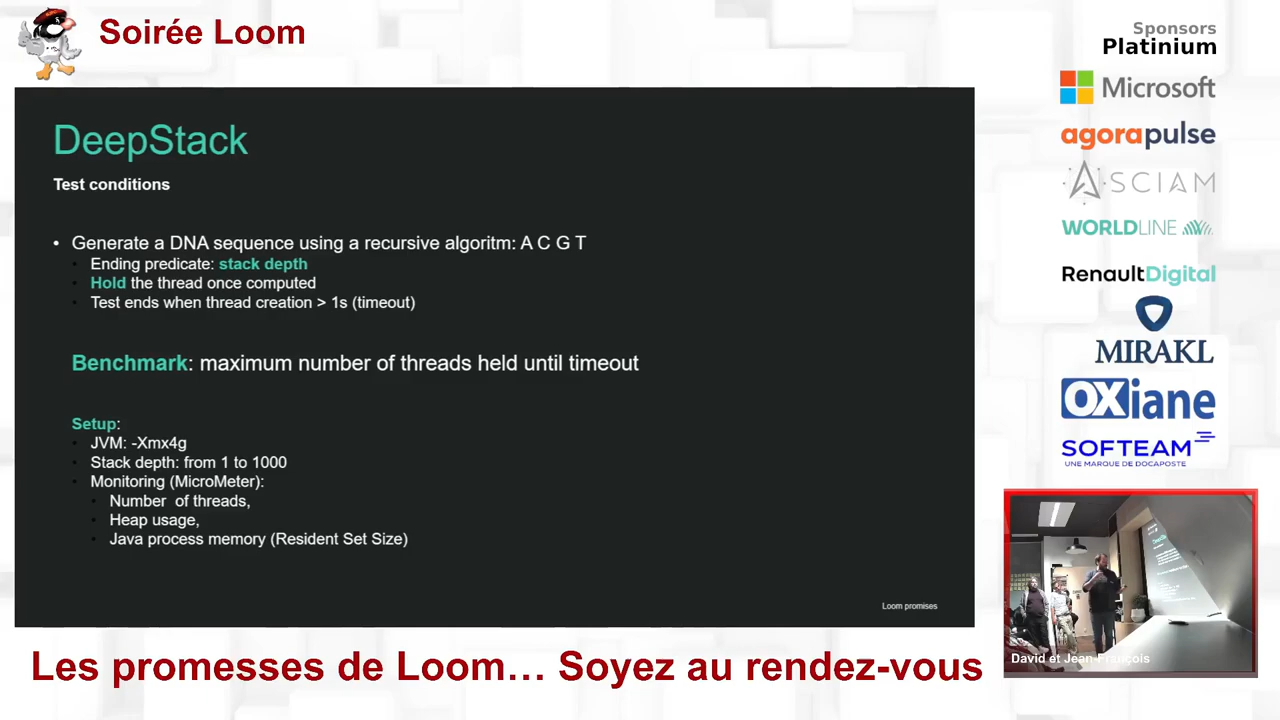 Soirée Loom
Sponsors
Platinium
Microsoft
agorapulse
ASCIAM
WORLDLINE
RenaultDigital
MIRAKL
OXiane
SOFTEAM
UNE MARQUE DE DOCAPOSTE
DeepStack
Test conditions
• Generate a DNA sequence using a recursive algoritm: A C G T
Ending predicate: stack depth
Hold the thread once computed
Test ends when thread creation > 1s (timeout)
Benchmark: maximum number of threads held until timeout
Setup:
JVM: -Xmx4g
Stack depth: from 1 to 1000
Monitoring (MicroMeter):
Number of threads,
Heap usage,
Java process memory (Resident Set Size)
Loom promises
David et Jean-François
Les promesses de Loom… Soyez au rendez-vous